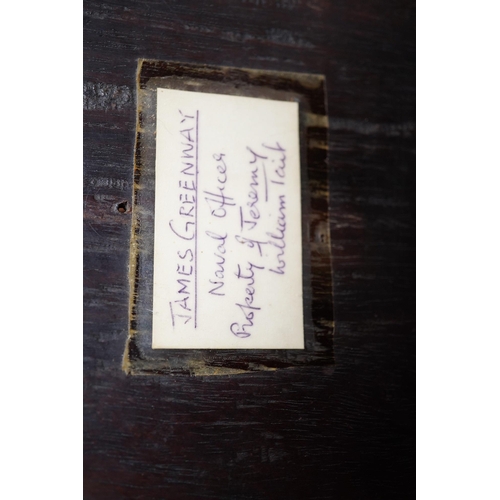 JAMES GREENWAY
Naval Officer
Property of Jeremy
William Tait